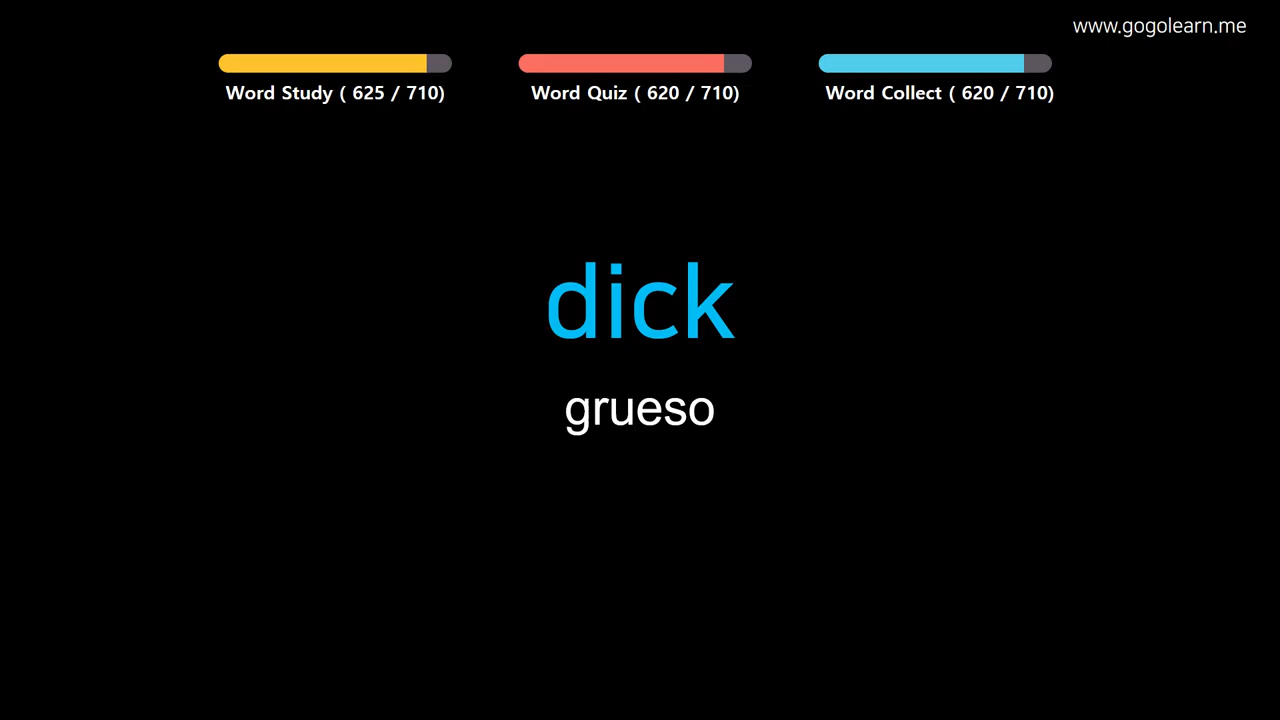 www.gogolearn.me
Word Study ( 625 / 710)
Word Quiz ( 620 / 710)
Word Collect ( 620 / 710)
dick
grueso